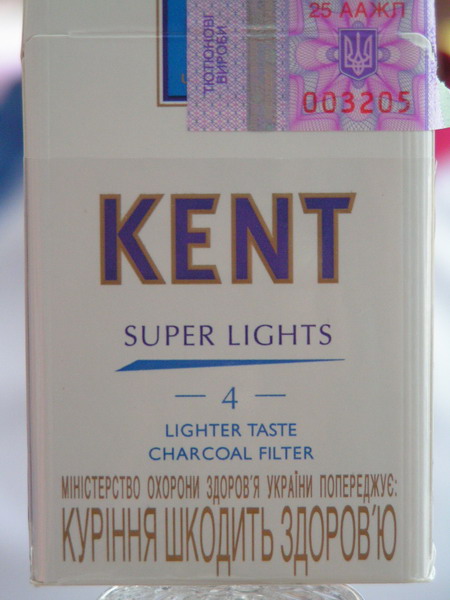 25 ААЖЛ
ТЮТЮНОВІ
ВИРОБИ
003205
KENT
SUPER LIGHTS
— 4 —
LIGHTER TASTE
CHARCOAL FILTER
МІНІСТЕРСТВО ОХОРОНИ ЗДОРОВ'Я УКРАЇНИ ПОПЕРЕДЖУЄ:
КУРІННЯ ШКОДИТЬ ЗДОРОВ'Ю